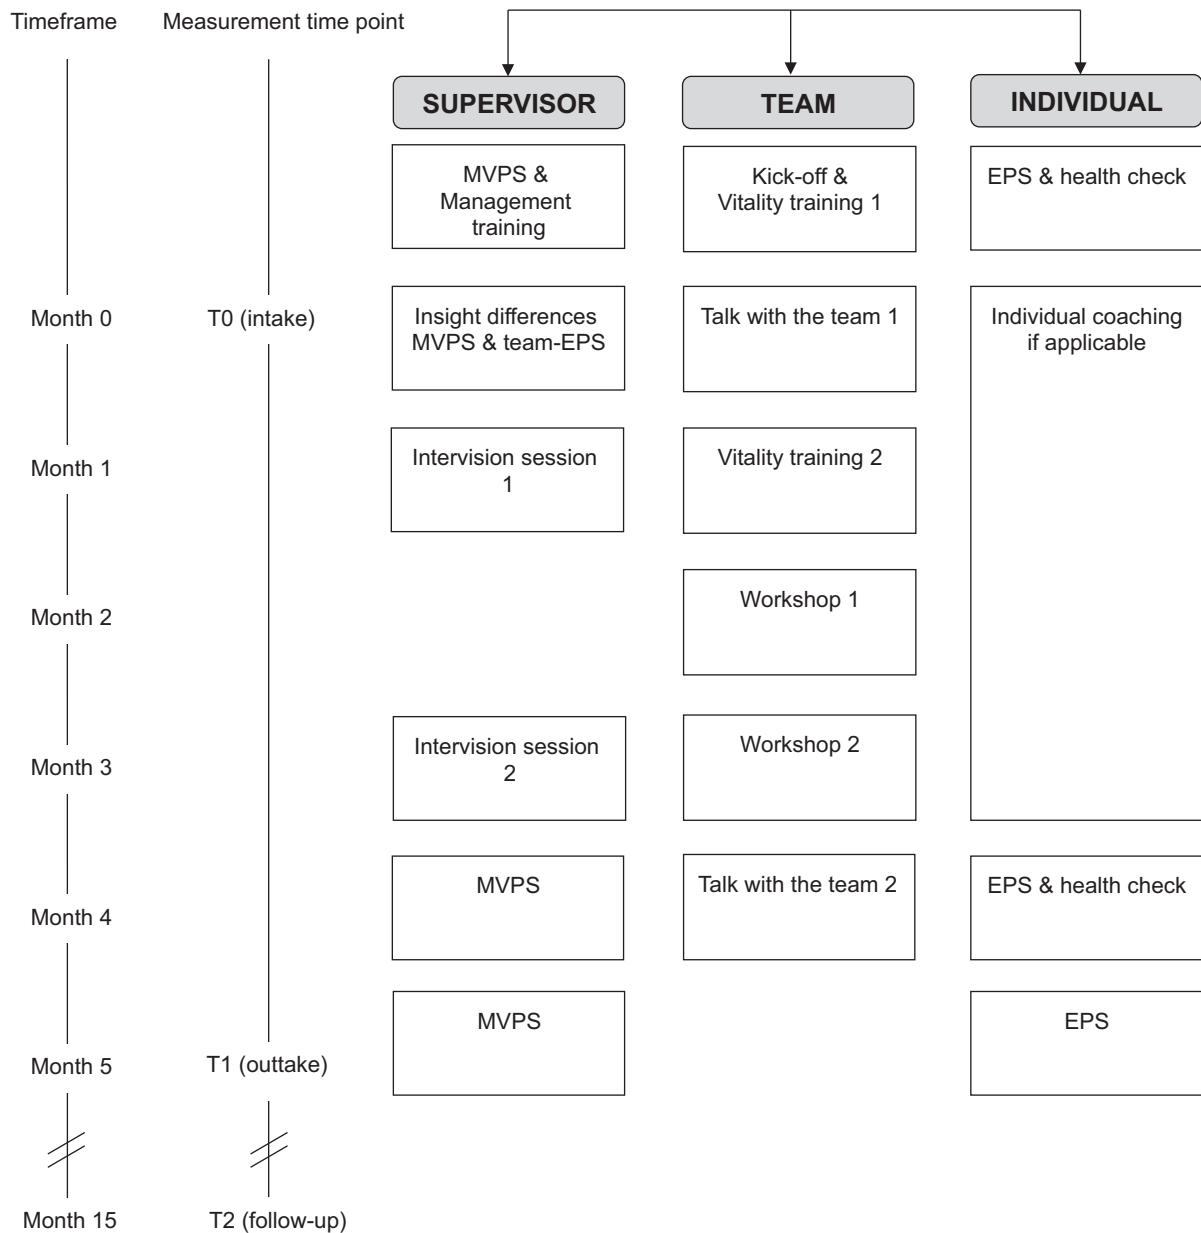 Timeframe
Measurement time point
SUPERVISOR
TEAM
INDIVIDUAL
MVPS &
Management
training
Kick-off &
Vitality training 1
EPS & health check
Month 0
T0 (intake)
Insight differences
MVPS & team-EPS
Talk with the team 1
Individual coaching
if applicable
Month 1
Intervision session
1
Vitality training 2
Month 2
Workshop 1
Month 3
Intervision session
2
Workshop 2
Month 4
MVPS
Talk with the team 2
EPS & health check
Month 5
T1 (outtake)
MVPS
EPS
Month 15
T2 (follow-up)